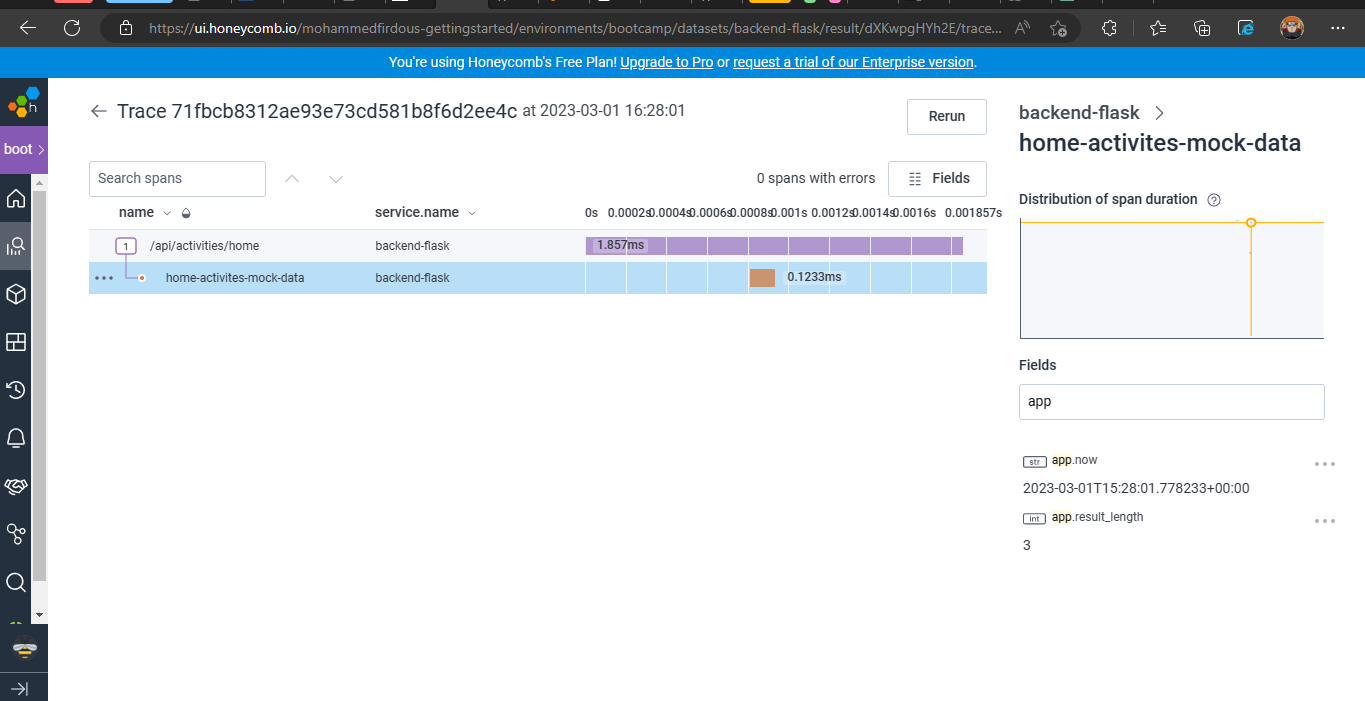 https://ui.honeycomb.io/mohammedfirdous-gettingstarted/environments/bootcamp/datasets/backend-flask/result/dXKwpgHYh2E/trace...
You're using Honeycomb's Free Plan! Upgrade to Pro or request a trial of our Enterprise version.
h
boot
Trace 71fbcb8312ae93e73cd581b8f6d2ee4c at 2023-03-01 16:28:01
Rerun
Search spans
0 spans with errors
Fields
name service.name 0s 0.0002s 0.0004s 0.0006s 0.0008s 0.001s 0.0012s 0.0014s 0.0016s 0.001857s
1 /api/activities/home backend-flask 1.857ms
home-activites-mock-data backend-flask 0.1233ms
backend-flask
home-activites-mock-data
Distribution of span duration
Fields
app
str app.now
2023-03-01T15:28:01.778233+00:00
int app.result_length
3